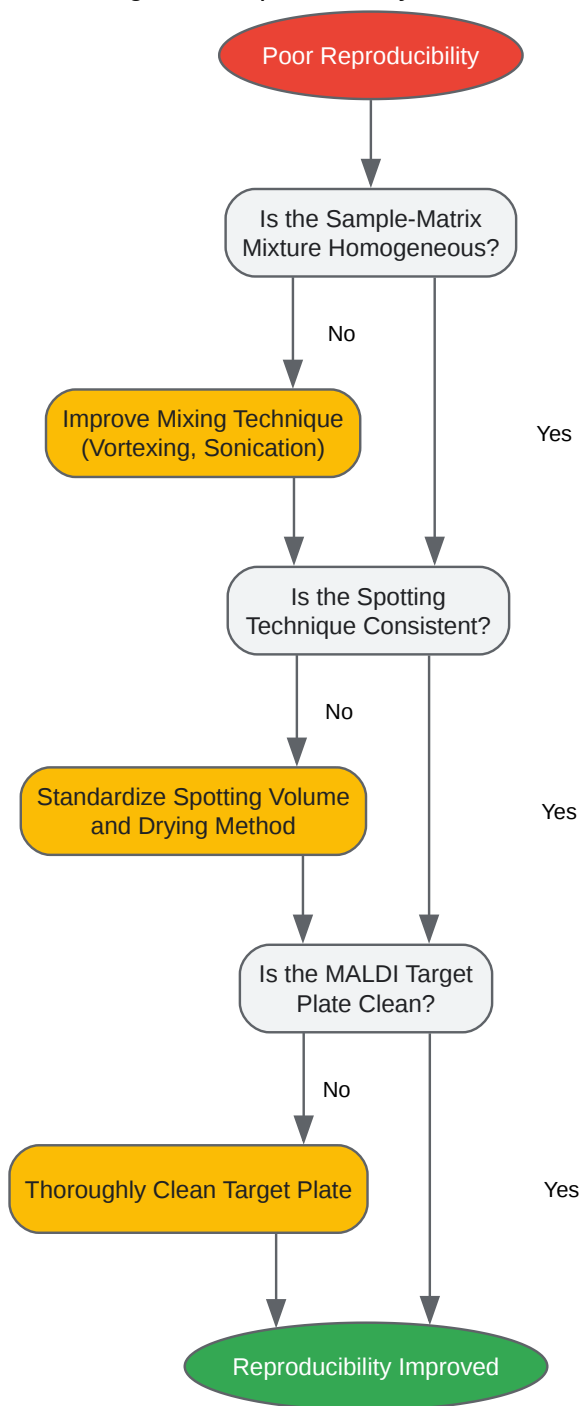 Poor Reproducibility
Is the Sample-Matrix
Mixture Homogeneous?
No
Improve Mixing Technique
(Vortexing, Sonication)
Yes
Is the Spotting
Technique Consistent?
No
Standardize Spotting Volume
and Drying Method
Yes
Is the MALDI Target
Plate Clean?
No
Thoroughly Clean Target Plate
Yes
Reproducibility Improved